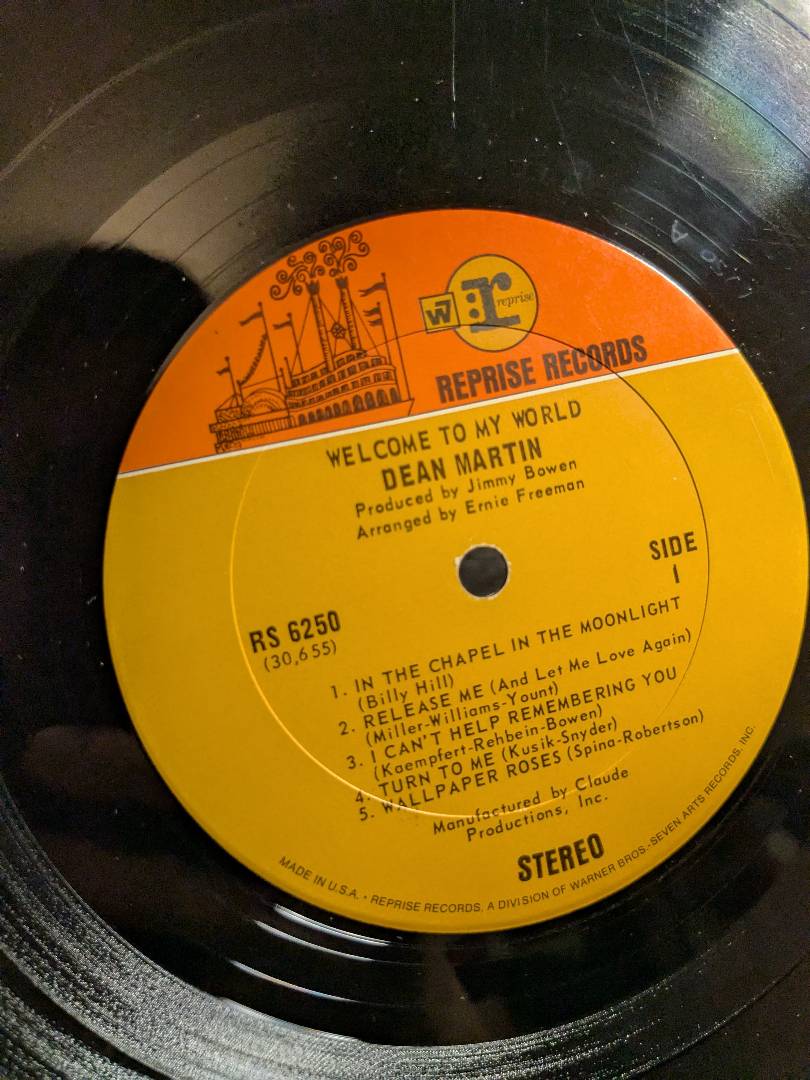 W7
r
reprise
REPRISE RECORDS
WELCOME TO MY WORLD
DEAN MARTIN
Produced by Jimmy Bowen
Arranged by Ernie Freeman
SIDE
1
RS 6250
(30,655)
1. IN THE CHAPEL IN THE MOONLIGHT
(Billy Hill)
2. RELEASE ME (And Let Me Love Again)
(Miller-Williams-Yount)
3. I CAN'T HELP REMEMBERING YOU
(Kaempfert-Rehbein-Bowen)
4. TURN TO ME (Kusik-Snyder)
5. WALLPAPER ROSES (Spina-Robertson)
Manufactured by Claude
Productions, Inc.
STEREO
MADE IN U.S.A. • REPRISE RECORDS, A DIVISION OF WARNER BROS.-SEVEN ARTS RECORDS, INC.